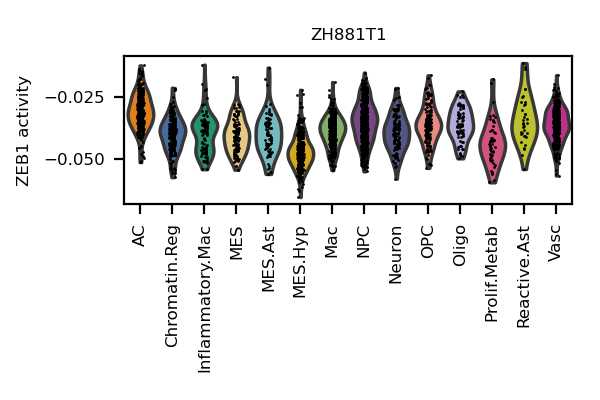 ZH881T1
ZEB1 activity
−0.025
−0.050
AC
Chromatin.Reg
Inflammatory.Mac
MES
MES.Ast
MES.Hyp
Mac
NPC
Neuron
OPC
Oligo
Prolif.Metab
Reactive.Ast
Vasc